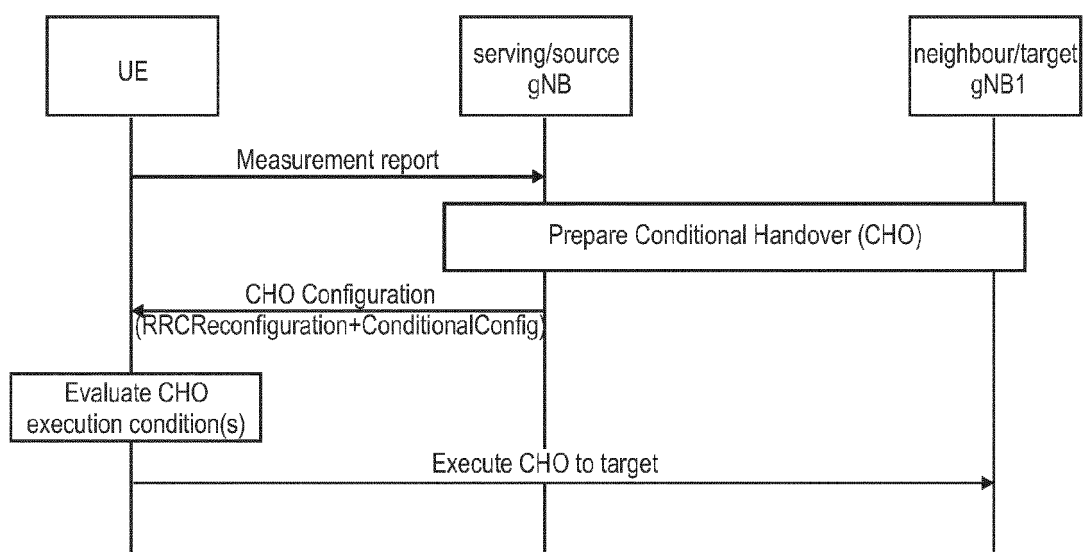 UE
serving/source
gNB
neighbour/target
gNB1
Measurement report
Prepare Conditional Handover (CHO)
CHO Configuration
(RRCReconfiguration+ConditionalConfig)
Evaluate CHO
execution condition(s)
Execute CHO to target